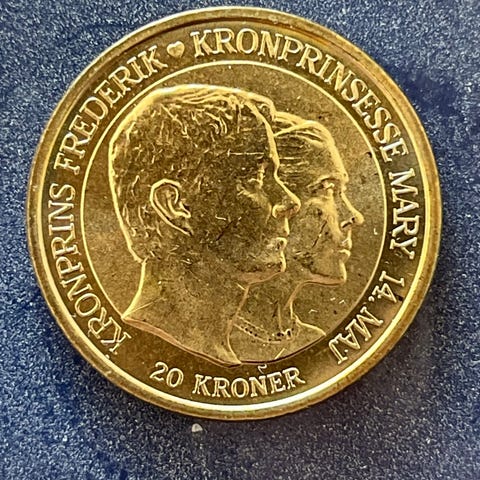 KRONPRINS FREDERIK ♥ KRONPRINSESSE MARY 14. MAJ
20 KRONER